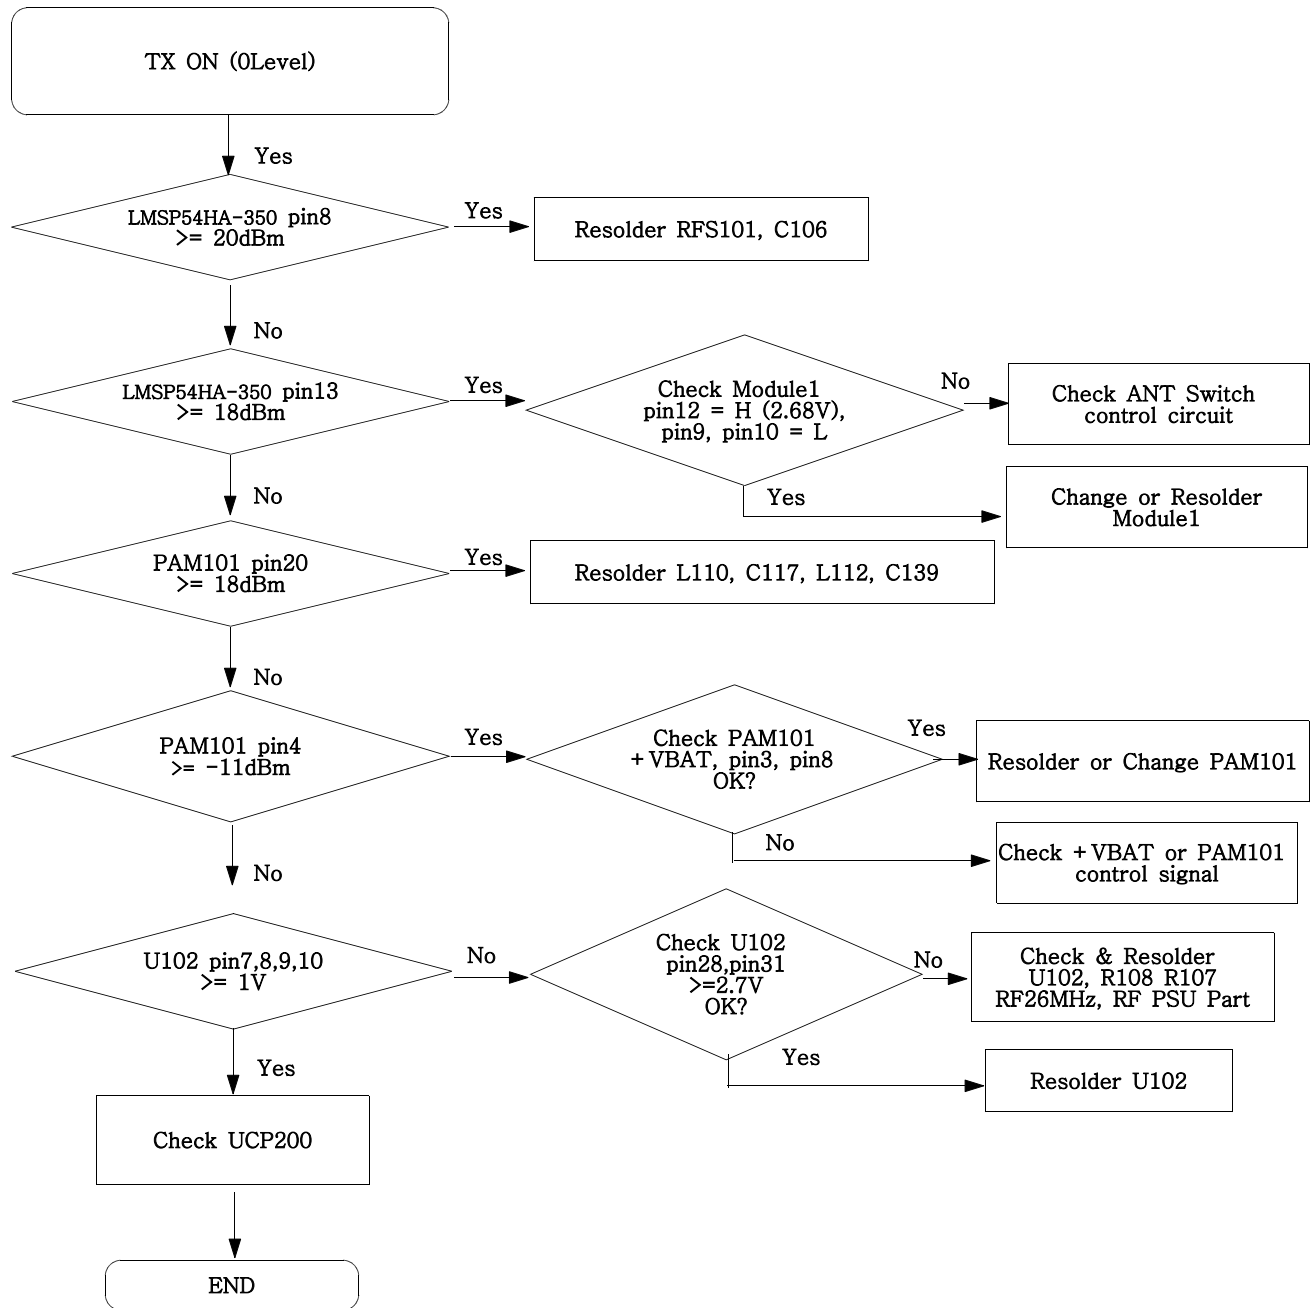 TX ON (0Level)
Yes
LMSP54HA-350 pin8
>= 20dBm
Yes
Resolder RFS101, C106
No
LMSP54HA-350 pin13
>= 18dBm
Yes
Check Module1
pin12 = H (2.68V),
pin9, pin10 = L
No
Check ANT Switch
control circuit
Yes
Change or Resolder
Module1
No
PAM101 pin20
>= 18dBm
Yes
Resolder L110, C117, L112, C139
No
PAM101 pin4
>= -11dBm
Yes
Check PAM101
+VBAT, pin3, pin8
OK?
Yes
Resolder or Change PAM101
No
Check +VBAT or PAM101
control signal
No
U102 pin7,8,9,10
>= 1V
No
Check U102
pin28,pin31
>=2.7V
OK?
No
Check & Resolder
U102, R108 R107
RF26MHz, RF PSU Part
Yes
Resolder U102
Yes
Check UCP200
END